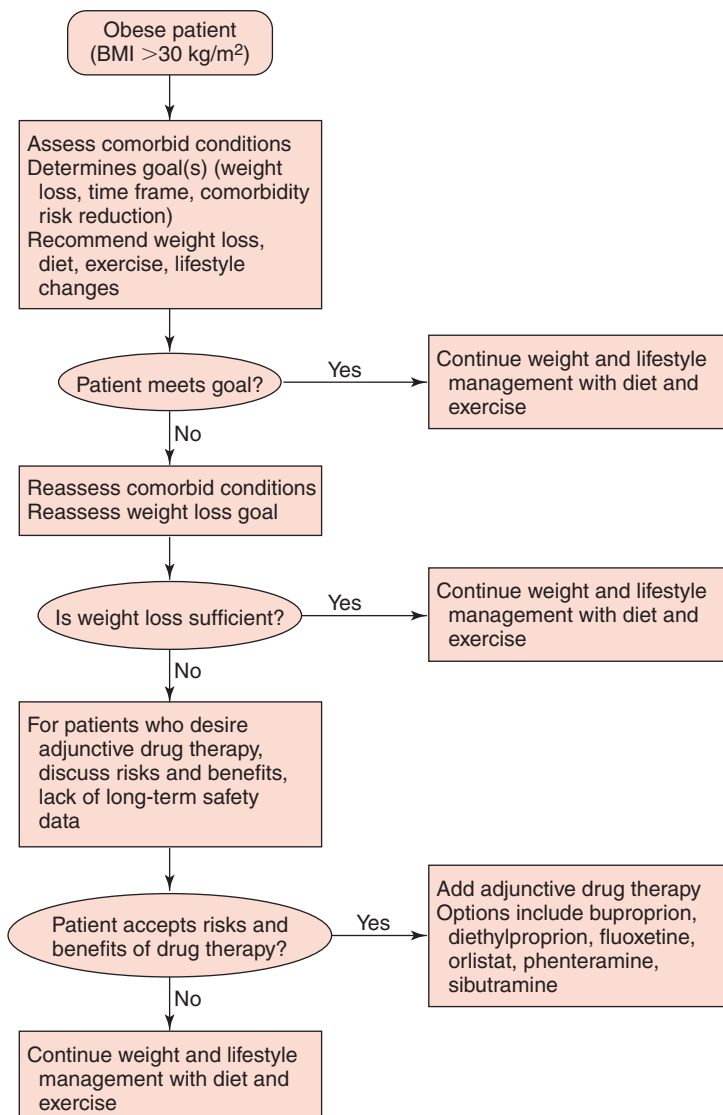 Obese patient
(BMI >30 kg/m²)
Assess comorbid conditions
Determines goal(s) (weight
loss, time frame, comorbidity
risk reduction)
Recommend weight loss,
diet, exercise, lifestyle
changes
Patient meets goal?
Yes
Continue weight and lifestyle
management with diet and
exercise
No
Reassess comorbid conditions
Reassess weight loss goal
Is weight loss sufficient?
Yes
Continue weight and lifestyle
management with diet and
exercise
No
For patients who desire
adjunctive drug therapy,
discuss risks and benefits,
lack of long-term safety
data
Patient accepts risks and
benefits of drug therapy?
Yes
Add adjunctive drug therapy
Options include buproprion,
diethylproprion, fluoxetine,
orlistat, phenteramine,
sibutramine
No
Continue weight and lifestyle
management with diet and
exercise